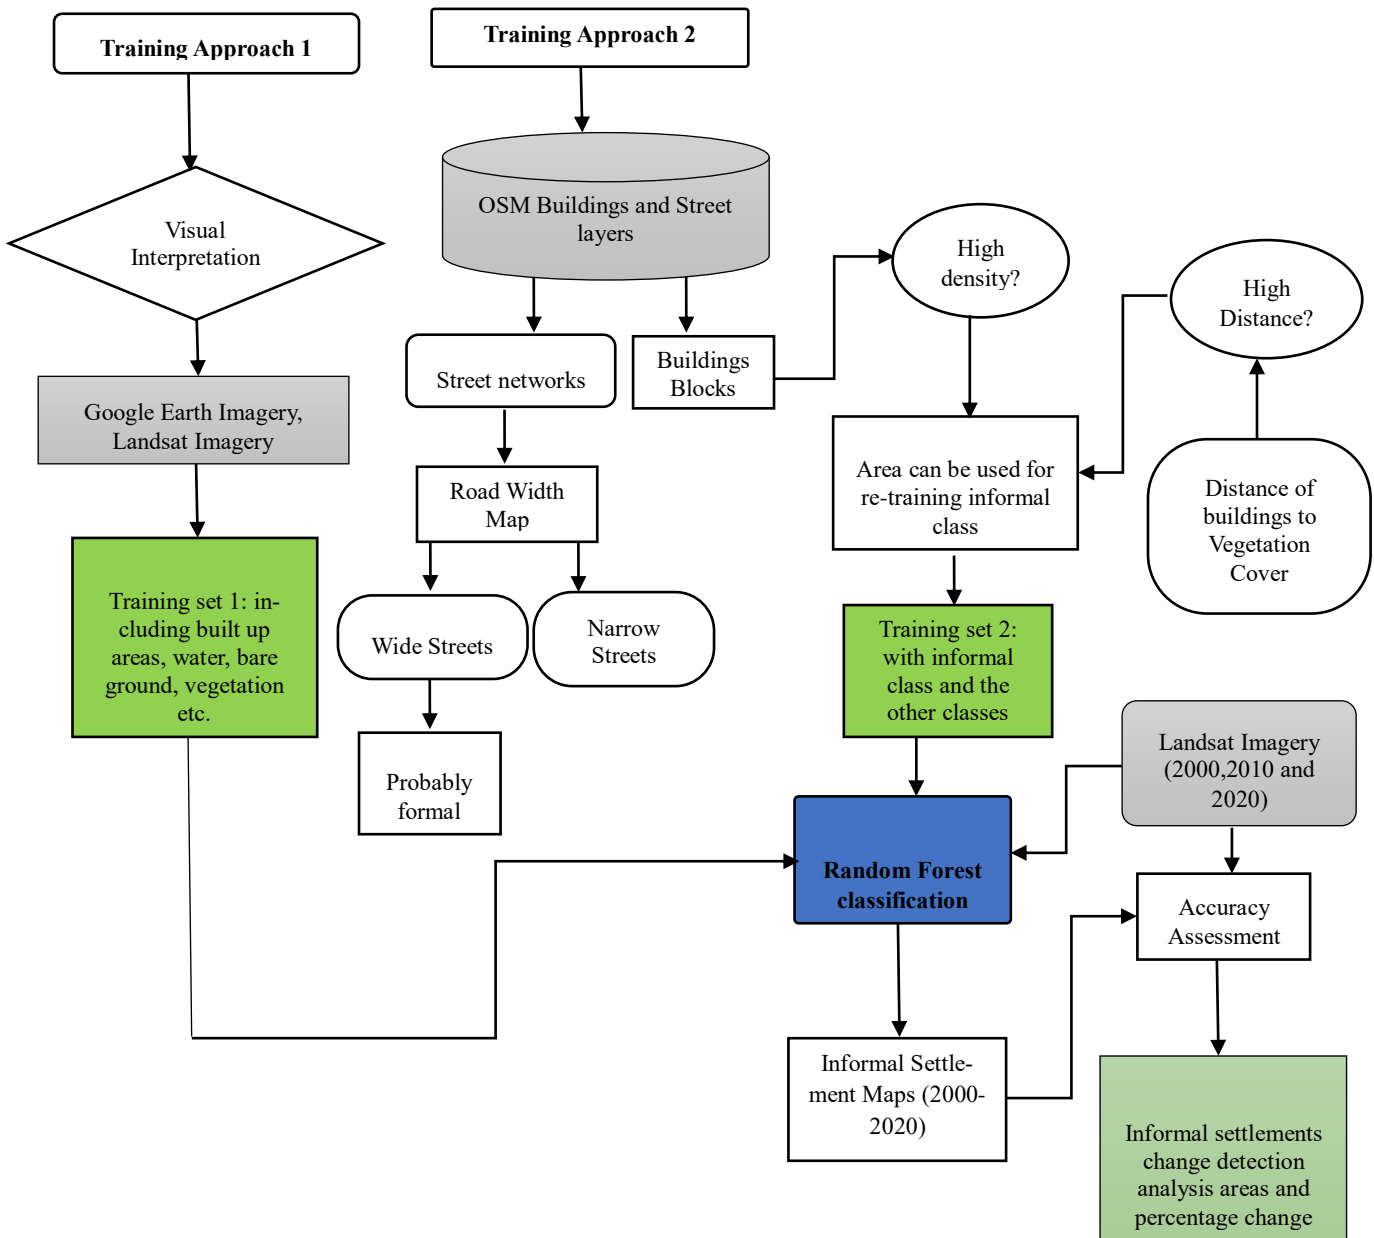 Training Approach 1
Training Approach 2
Visual
Interpretation
OSM Buildings and Street
layers
High
density?
High
Distance?
Google Earth Imagery,
Landsat Imagery
Street networks
Buildings
Blocks
Road Width
Map
Area can be used for
re-training informal
class
Distance of
buildings to
Vegetation
Cover
Training set 1: in-
cluding built up
areas, water, bare
ground, vegetation
etc.
Wide Streets
Narrow
Streets
Training set 2:
with informal
class and the
other classes
Probably
formal
Landsat Imagery
(2000,2010 and
2020)
Random Forest
classification
Accuracy
Assessment
Informal Settle-
ment Maps (2000-
2020)
Informal settlements
change detection
analysis areas and
percentage change